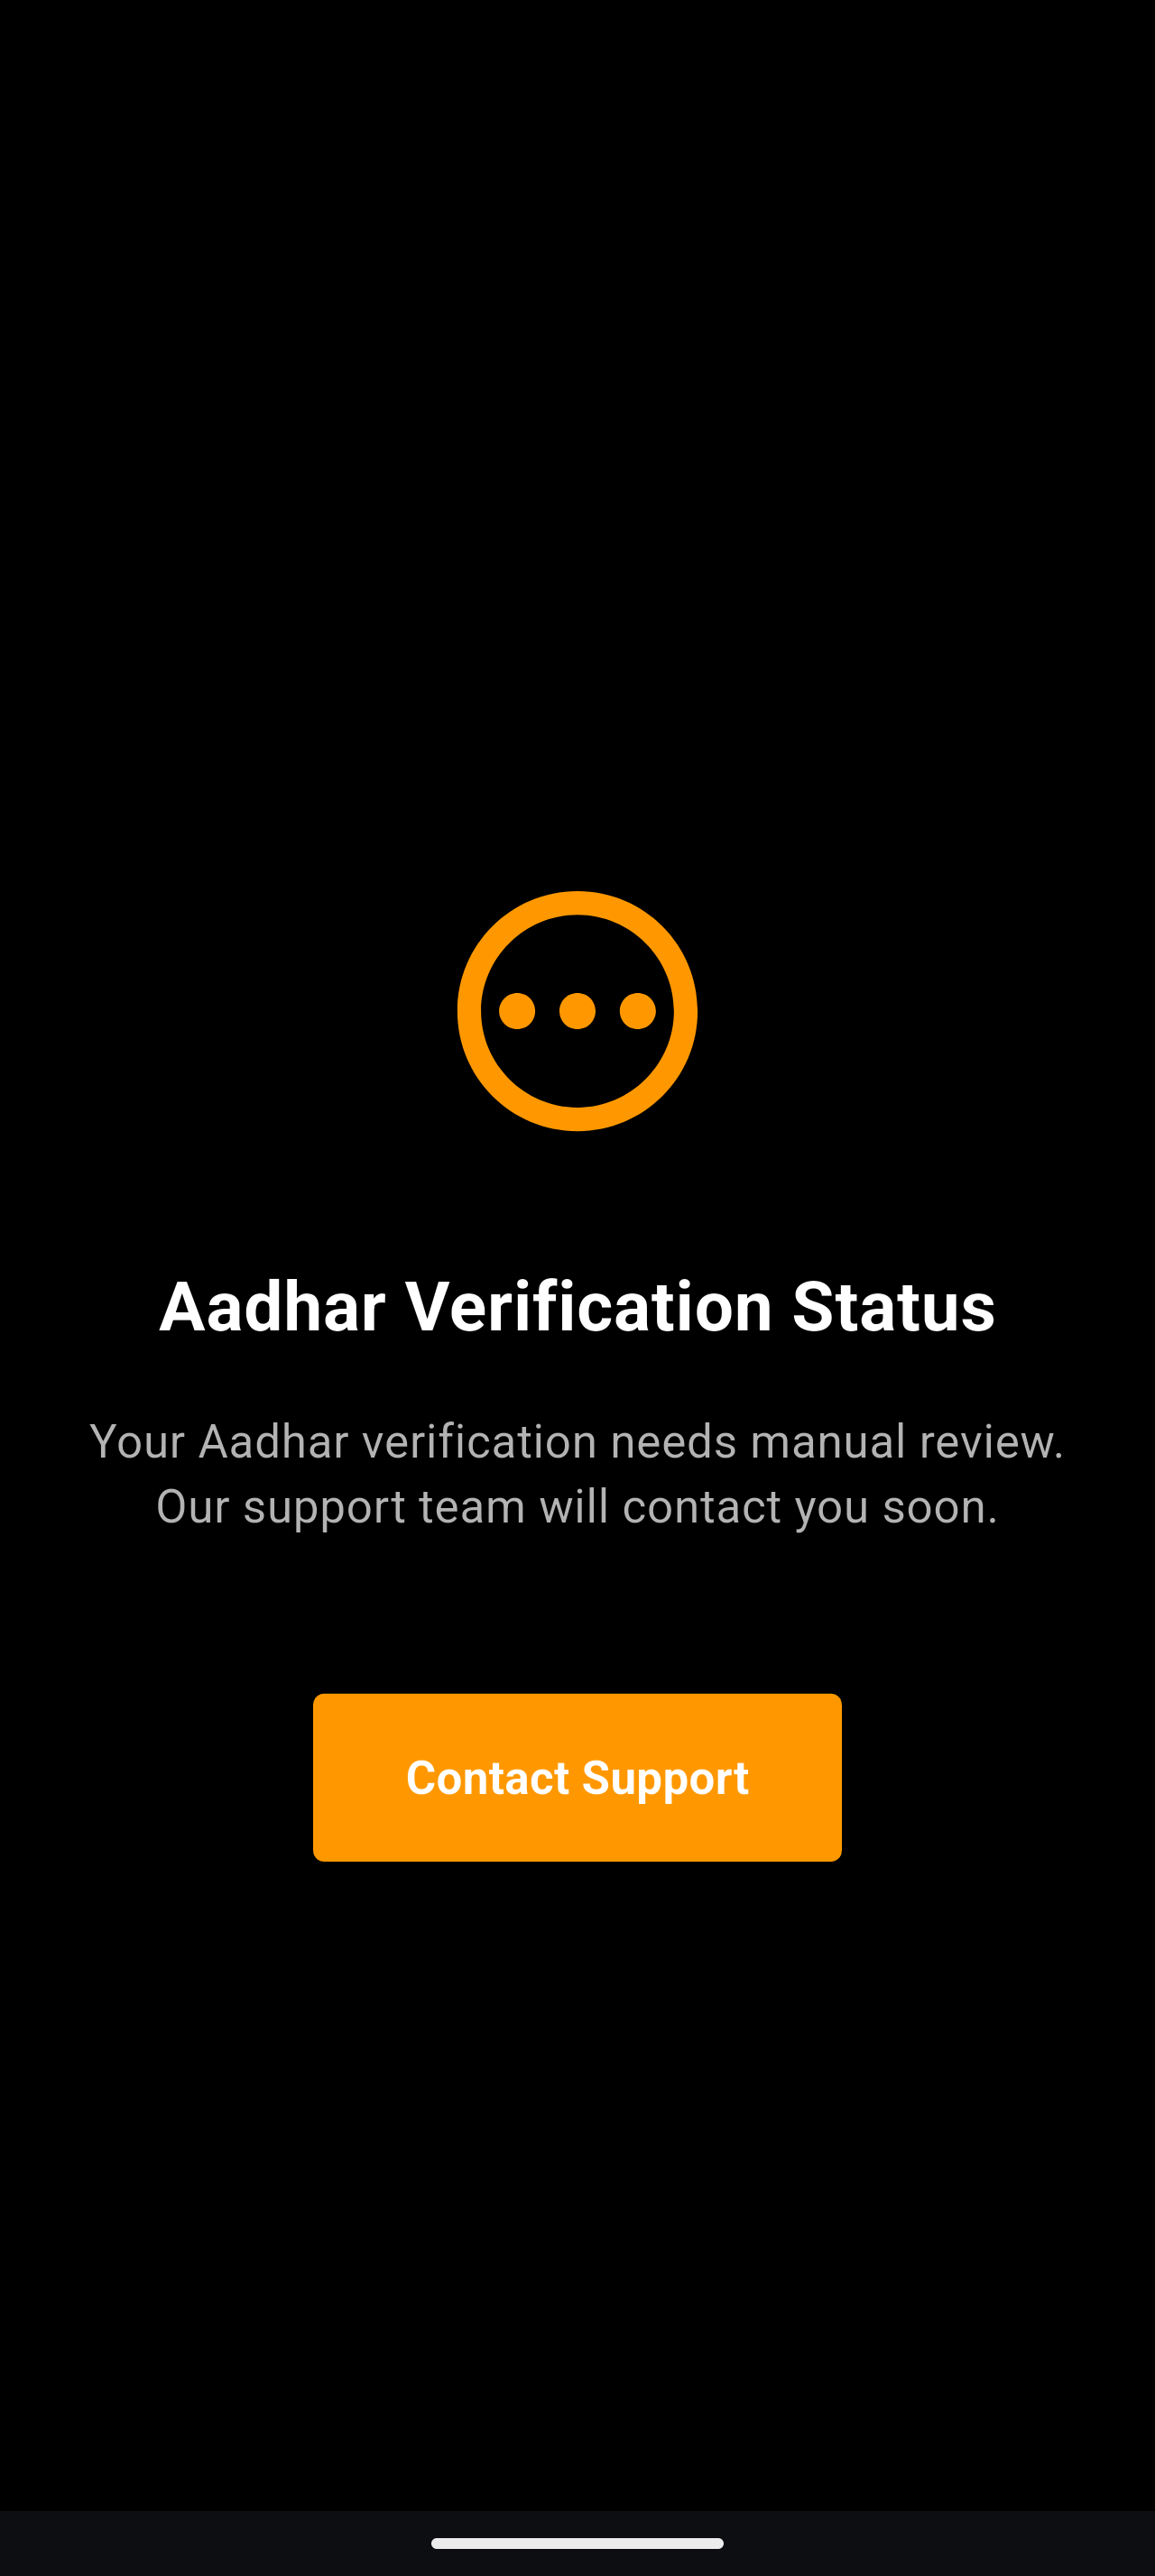 Aadhar Verification Status
Your Aadhar verification needs manual review.
Our support team will contact you soon.
Contact Support